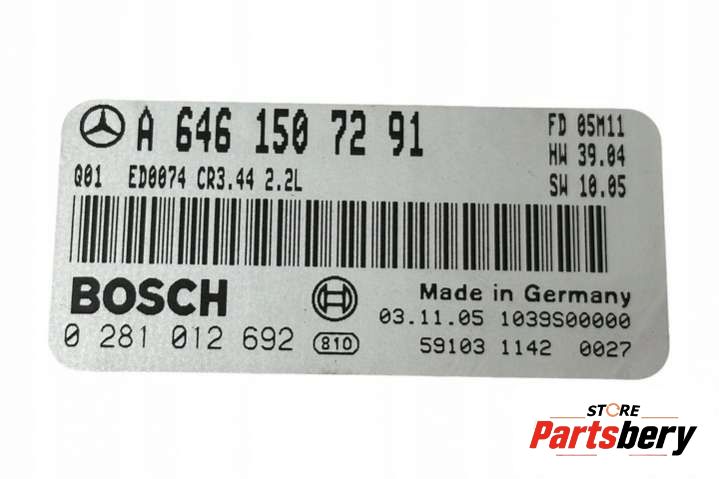 A 646 150 72 91
FD 05M11
HW 39.04
Q01 ED0074 CR3.44 2.2L
SW 10.05
BOSCH
Made in Germany
03.11.05 1039S00000
0 281 012 692 810
59103 1142 0027
STORE
Partsbery